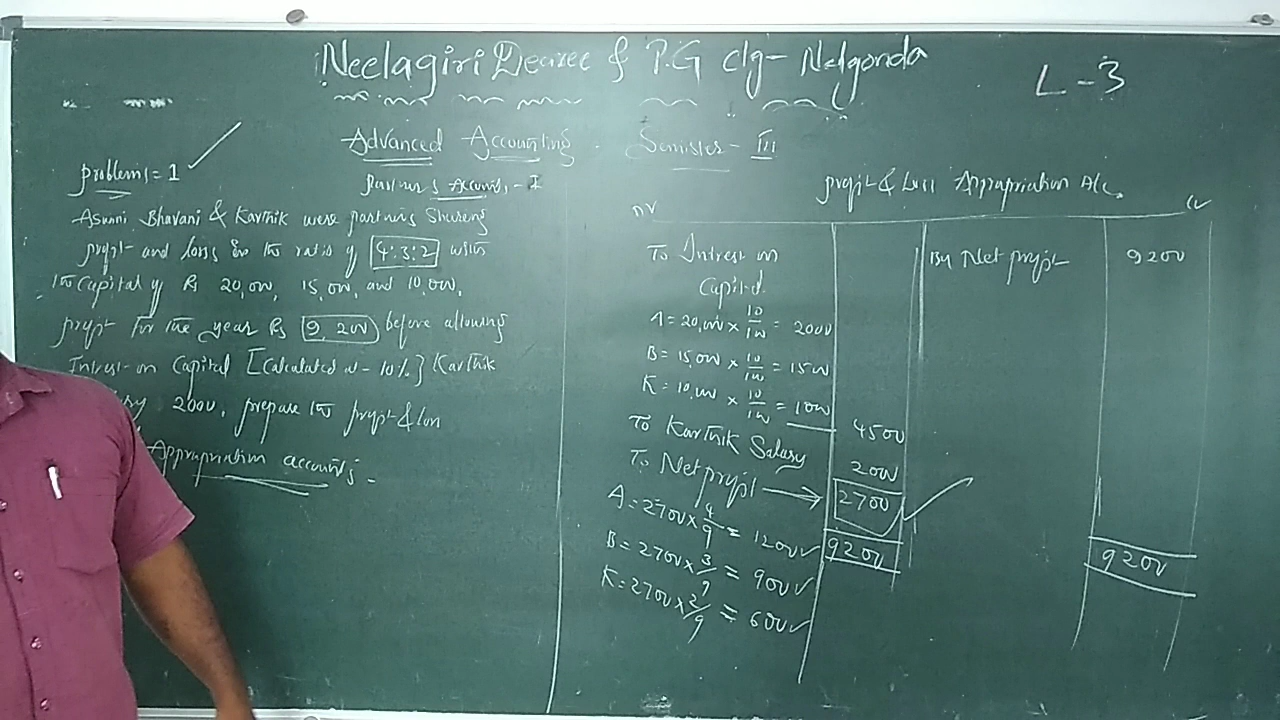 Neelagiri Degree & P.G clg - Nalgonda
L - 3
Advanced Accounting. Semister - III
Partners Accounts - I
problems = 1
Aswini Bhavani & Karthik were partners Shareing
profit and loss in the ratio of 4:3:2 with
the Capital of Rs 20,000, 15,000, and 10,000,
profit for the year Rs 9,200 before allowing
Interest on Capital [Calculated at - 10%] Karthik
2000, prepare the profit & loss
Appropriation accounts -
profit & Loss Appropriation A/c.
Dr
Cr
To Interest on
Capital.
By Net profit 9200
A = 20,000 × 10/100 = 2000
B = 15,000 × 10/100 = 1500
K = 10,000 × 10/100 = 1000
4500
To Karthik Salary 2000
To Net profit → 2700
A = 2700 × 4/9 = 1200
9200
9200
B = 2700 × 3/9 = 900
K = 2700 × 2/9 = 600